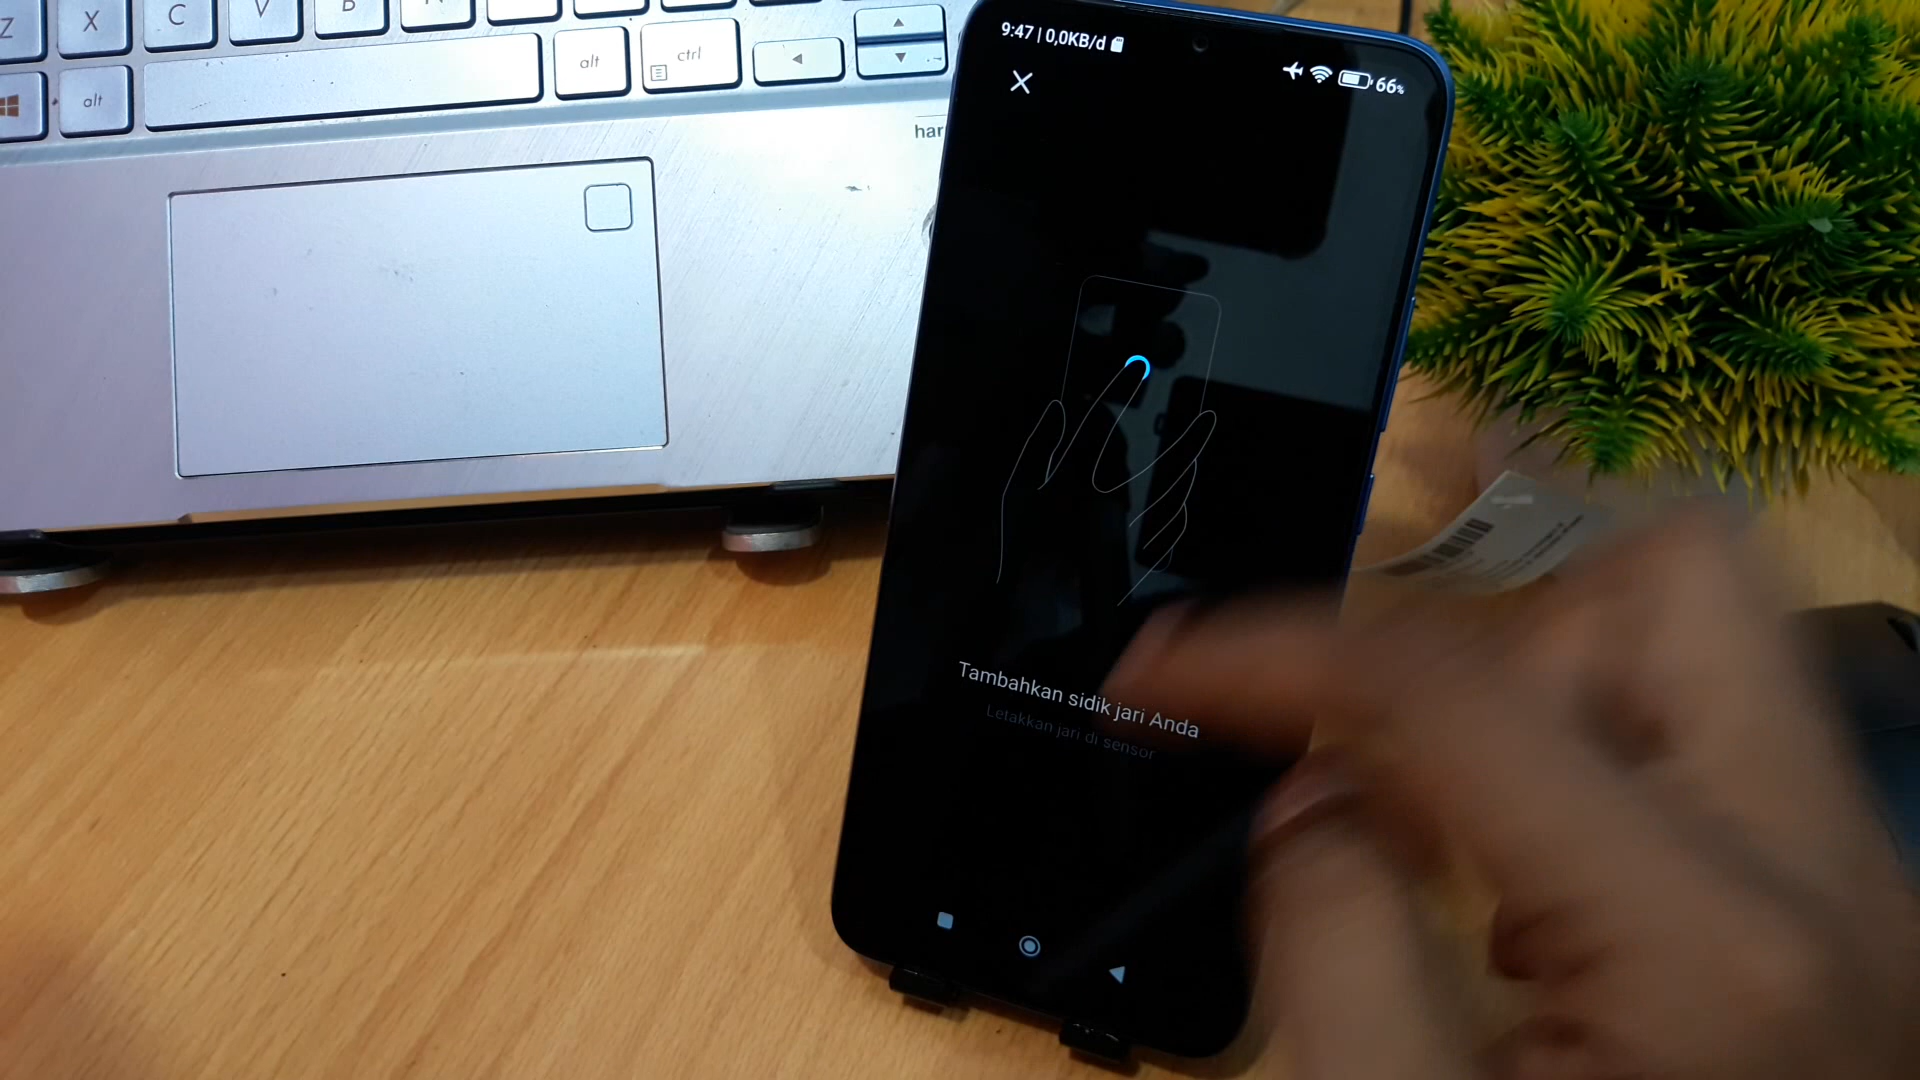 Z X C V B
alt
alt ctrl
har
9:47 | 0,0KB/d
66%
Tambahkan sidik jari Anda
Letakkan jari di sensor